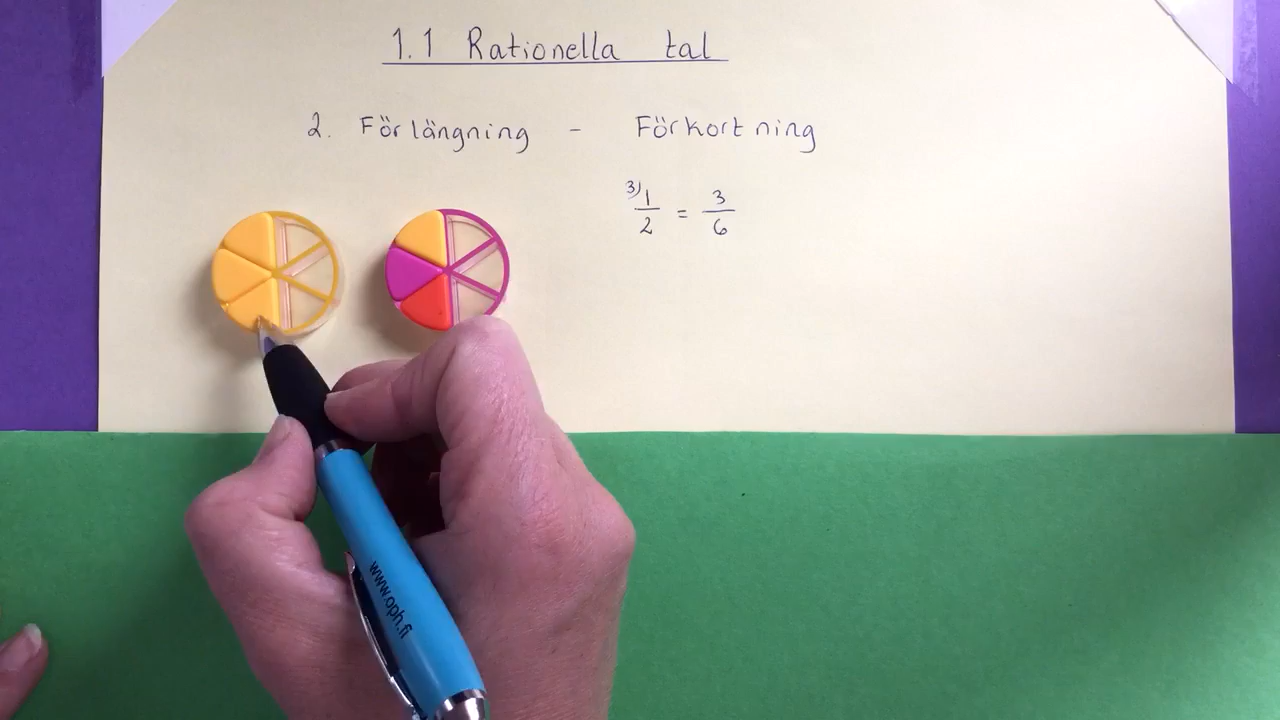 1.1 Rationella tal
2. Förlängning - Förkortning
3) 1/2 = 3/6
www.oph.fi